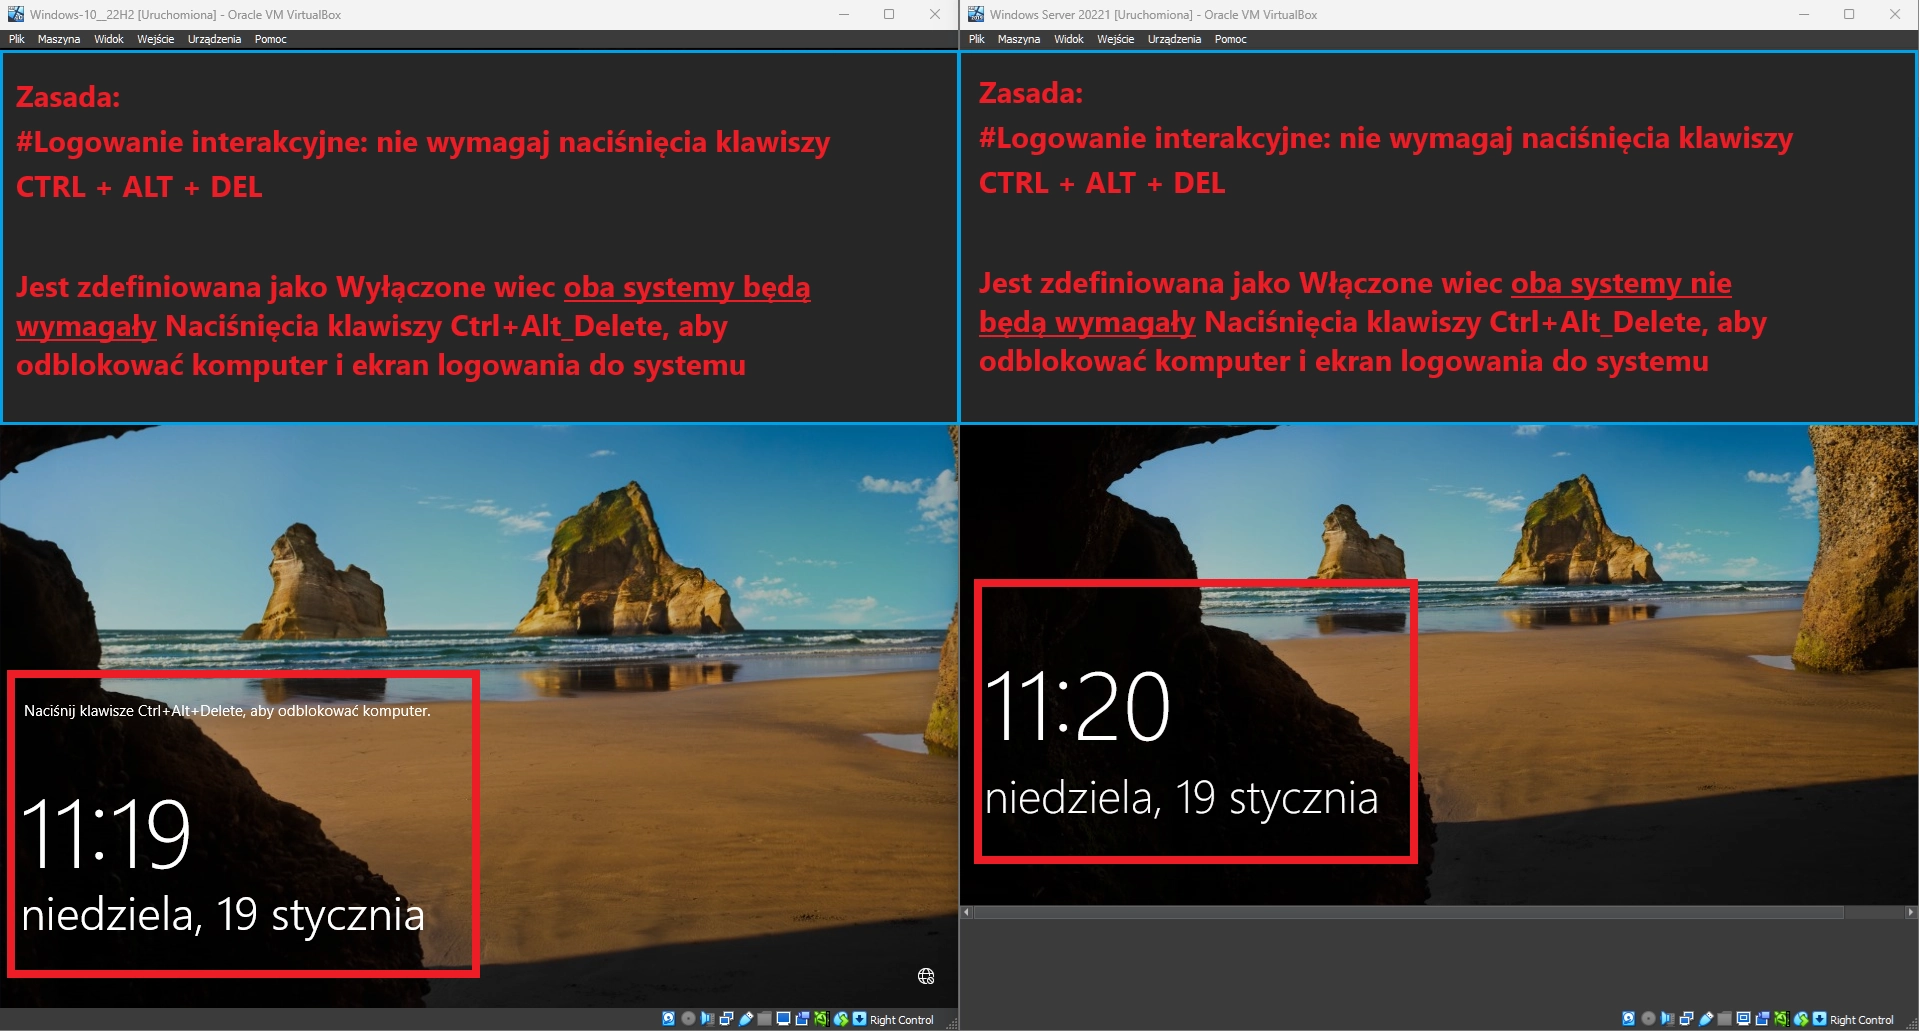 Windows-10__22H2 [Uruchomiona] - Oracle VM VirtualBox
Plik Maszyna Widok Wejście Urządzenia Pomoc
Zasada:
#Logowanie interakcyjne: nie wymagaj naciśnięcia klawiszy
CTRL + ALT + DEL
Jest zdefiniowana jako Wyłączone wiec oba systemy będą
wymagały Naciśnięcia klawiszy Ctrl+Alt_Delete, aby
odblokować komputer i ekran logowania do systemu
Naciśnij klawisze Ctrl+Alt+Delete, aby odblokować komputer.
11:19
niedziela, 19 stycznia
Right Control
Windows Server 20221 [Uruchomiona] - Oracle VM VirtualBox
Plik Maszyna Widok Wejście Urządzenia Pomoc
Zasada:
#Logowanie interakcyjne: nie wymagaj naciśnięcia klawiszy
CTRL + ALT + DEL
Jest zdefiniowana jako Włączone wiec oba systemy nie
będą wymagały Naciśnięcia klawiszy Ctrl+Alt_Delete, aby
odblokować komputer i ekran logowania do systemu
11:20
niedziela, 19 stycznia
Right Control